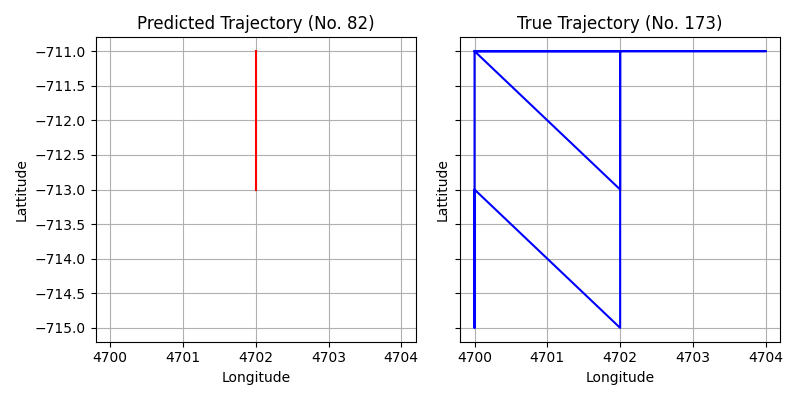 Predicted Trajectory (No. 82)
True Trajectory (No. 173)
−711.0
−711.5
−712.0
−712.5
−713.0
−713.5
−714.0
−714.5
−715.0
Lattitude
Lattitude
4700 4701 4702 4703 4704
4700 4701 4702 4703 4704
Longitude
Longitude